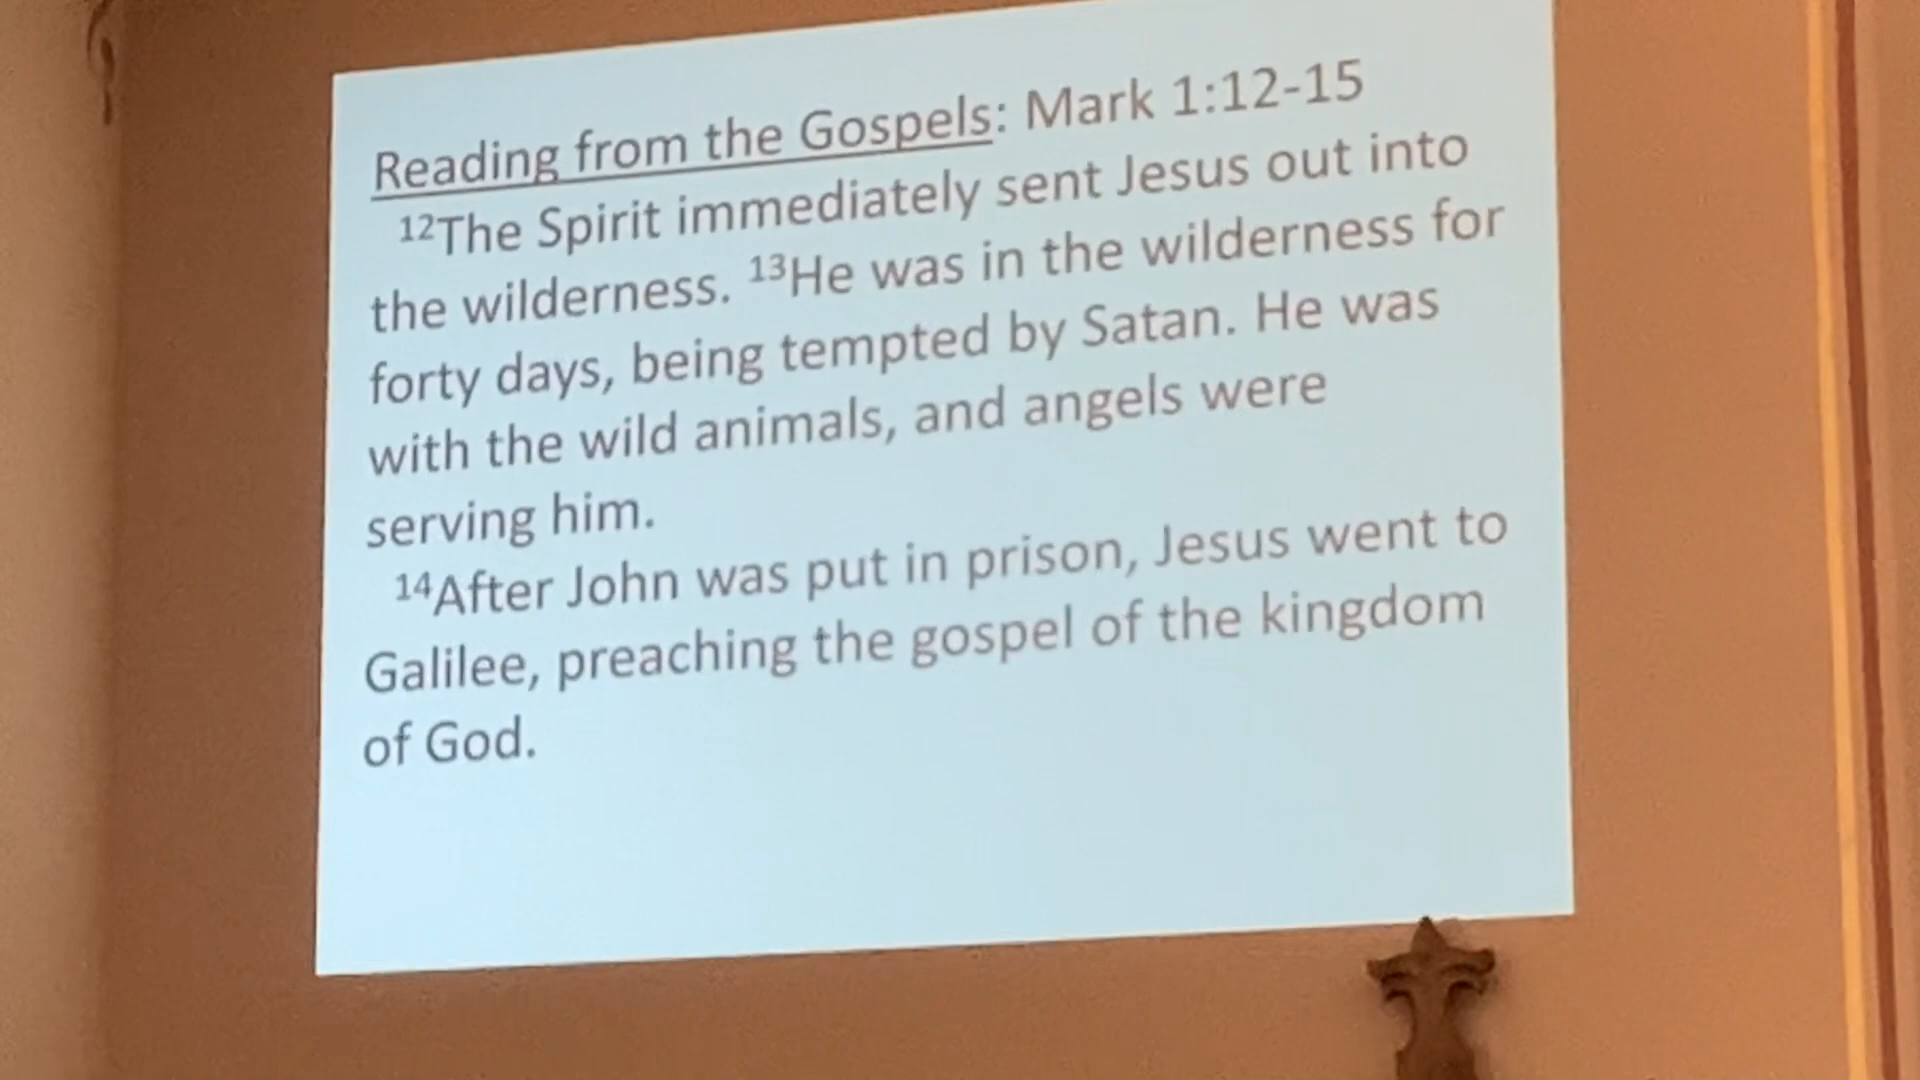 Reading from the Gospels: Mark 1:12-15
¹²The Spirit immediately sent Jesus out into
the wilderness. ¹³He was in the wilderness for
forty days, being tempted by Satan. He was
with the wild animals, and angels were
serving him.
¹⁴After John was put in prison, Jesus went to
Galilee, preaching the gospel of the kingdom
of God.